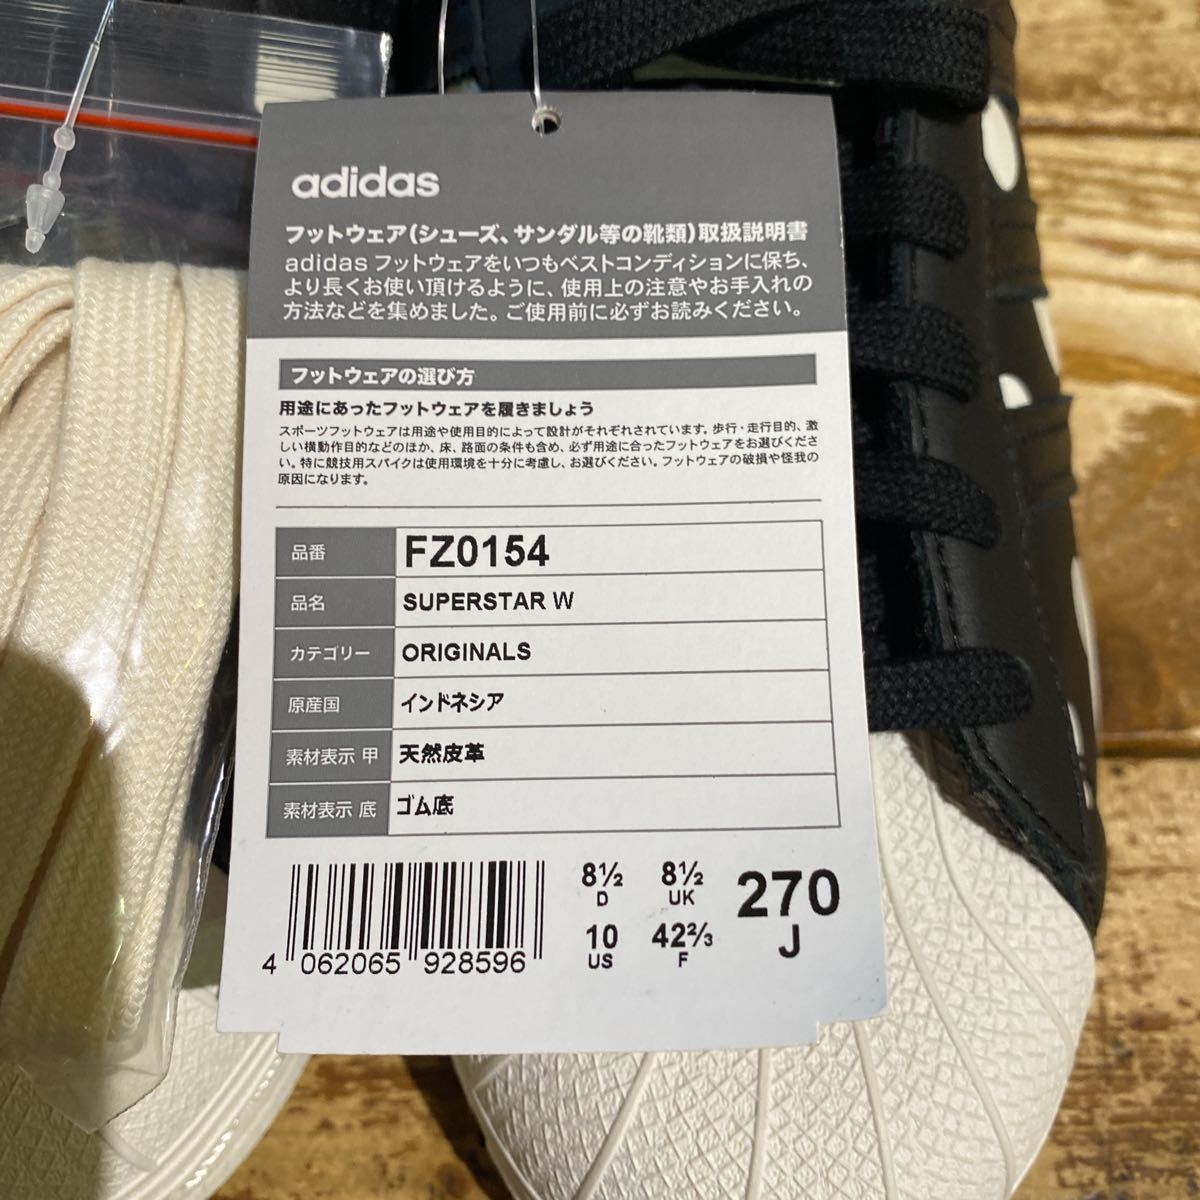 adidas
フットウェア(シューズ、サンダル等の靴類)取扱説明書
adidas フットウェアをいつもベストコンディションに保ち、
より長くお使い頂けるように、使用上の注意やお手入れの
方法などを集めました。ご使用前に必ずお読みください。
フットウェアの選び方
用途にあったフットウェアを履きましょう
スポーツフットウェアは用途や使用目的によって設計がそれぞれされています。歩行・走行目的、激
しい横動作目的などのほか、床、路面の条件も含め、必ず用途に合ったフットウェアをお選びくださ
い。特に競技用スパイクは使用環境を十分に考慮し、お選びください。フットウェアの破損や怪我の
原因になります。
品番 FZ0154
品名 SUPERSTAR W
カテゴリー ORIGINALS
原産国 インドネシア
素材表示 甲 天然皮革
素材表示 底 ゴム底
8½ 8½ 270
D UK J
10 42⅔
US F
4 062065 928596